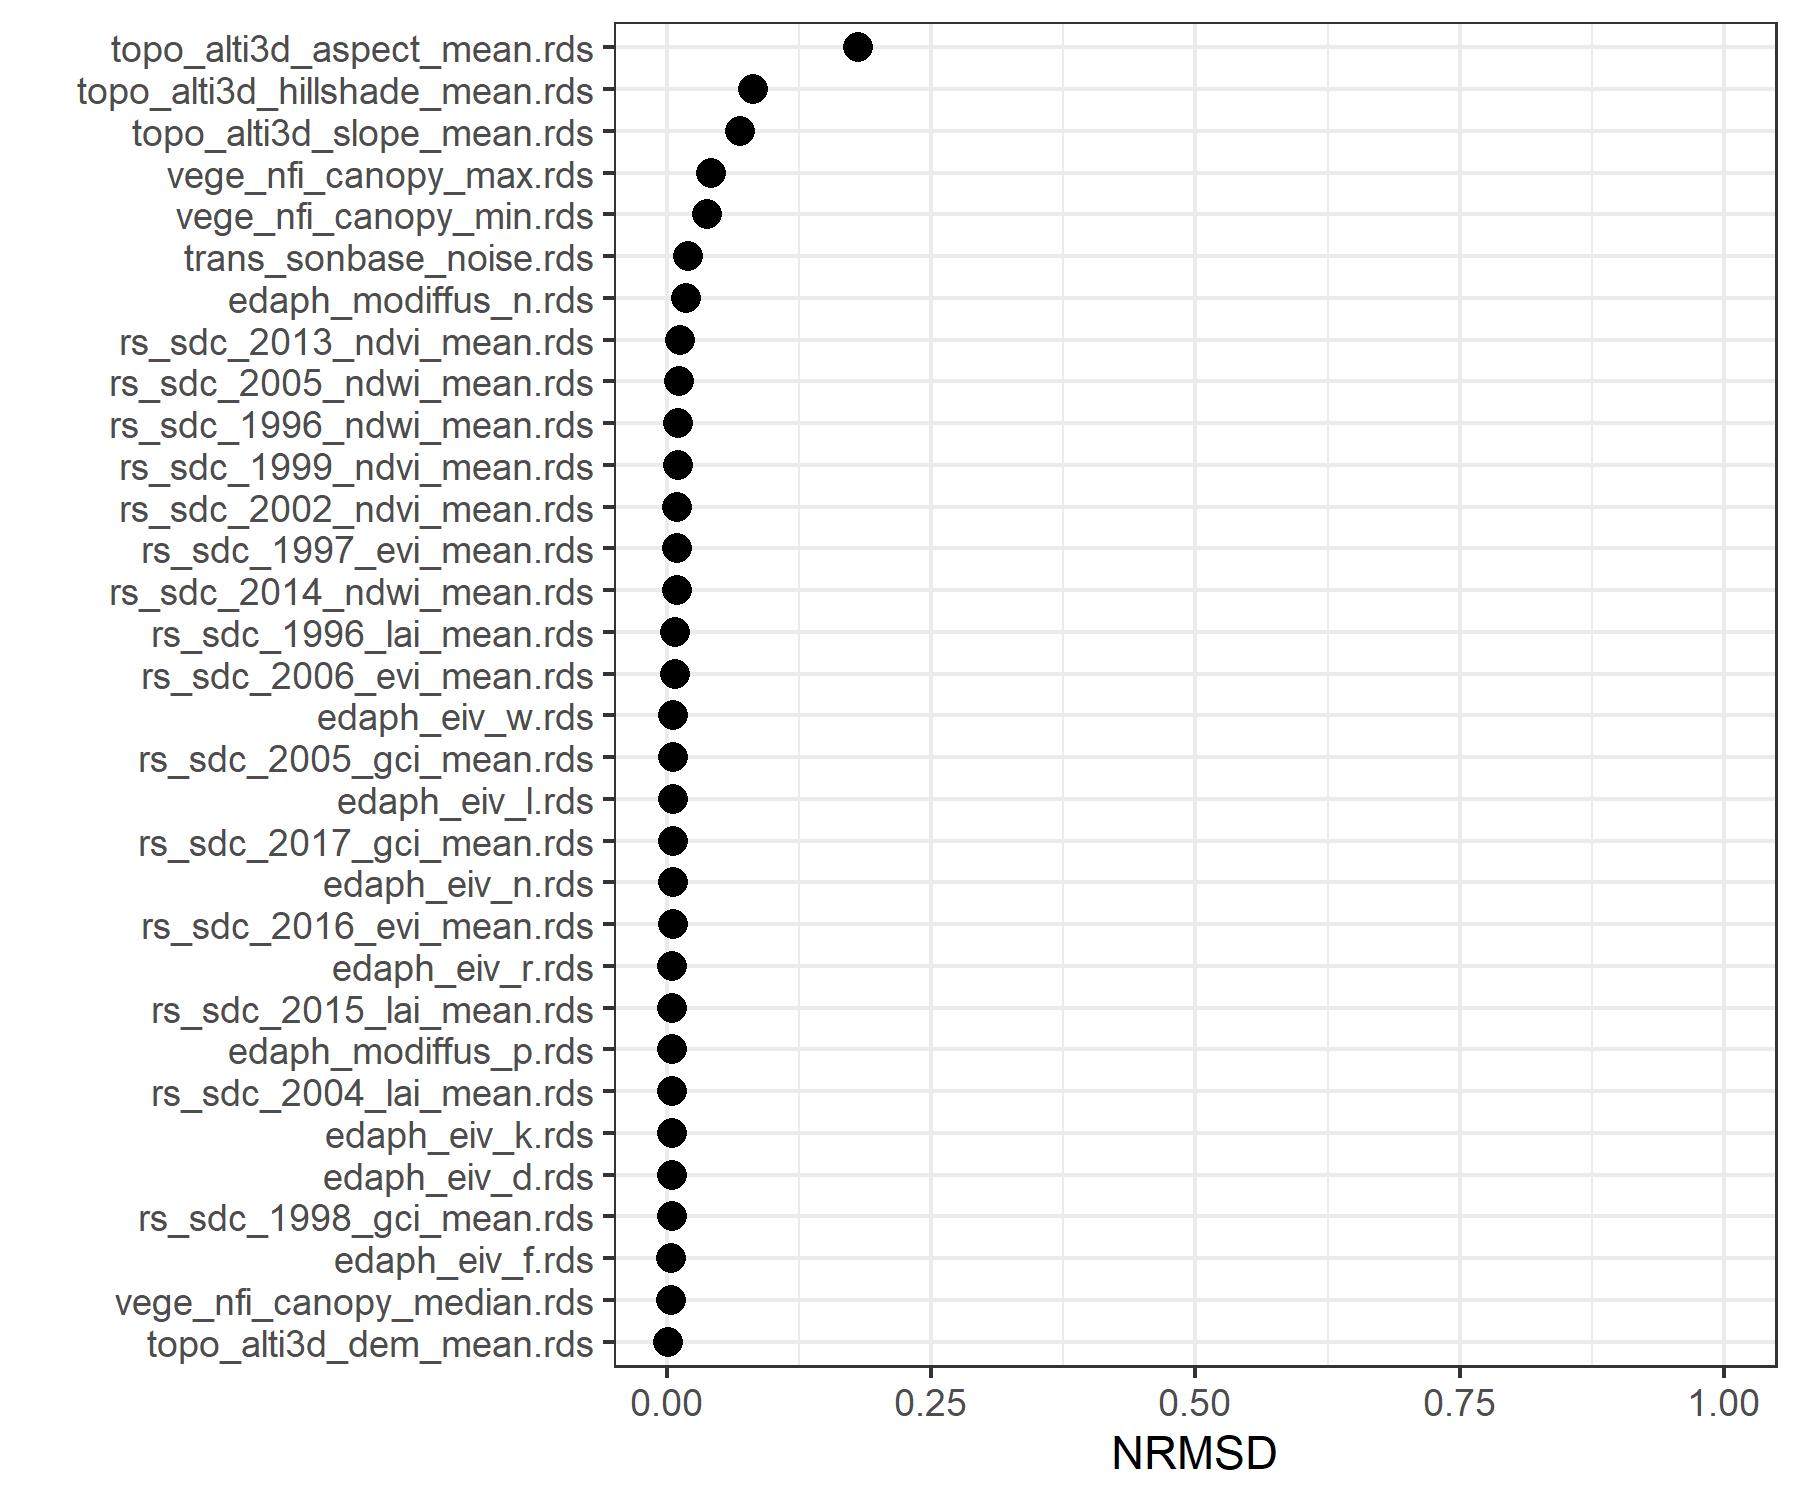 topo_alti3d_aspect_mean.rds
topo_alti3d_hillshade_mean.rds
topo_alti3d_slope_mean.rds
vege_nfi_canopy_max.rds
vege_nfi_canopy_min.rds
trans_sonbase_noise.rds
edaph_modiffus_n.rds
rs_sdc_2013_ndvi_mean.rds
rs_sdc_2005_ndwi_mean.rds
rs_sdc_1996_ndwi_mean.rds
rs_sdc_1999_ndvi_mean.rds
rs_sdc_2002_ndvi_mean.rds
rs_sdc_1997_evi_mean.rds
rs_sdc_2014_ndwi_mean.rds
rs_sdc_1996_lai_mean.rds
rs_sdc_2006_evi_mean.rds
edaph_eiv_w.rds
rs_sdc_2005_gci_mean.rds
edaph_eiv_l.rds
rs_sdc_2017_gci_mean.rds
edaph_eiv_n.rds
rs_sdc_2016_evi_mean.rds
edaph_eiv_r.rds
rs_sdc_2015_lai_mean.rds
edaph_modiffus_p.rds
rs_sdc_2004_lai_mean.rds
edaph_eiv_k.rds
edaph_eiv_d.rds
rs_sdc_1998_gci_mean.rds
edaph_eiv_f.rds
vege_nfi_canopy_median.rds
topo_alti3d_dem_mean.rds
0.00 0.25 0.50 0.75 1.00
NRMSD